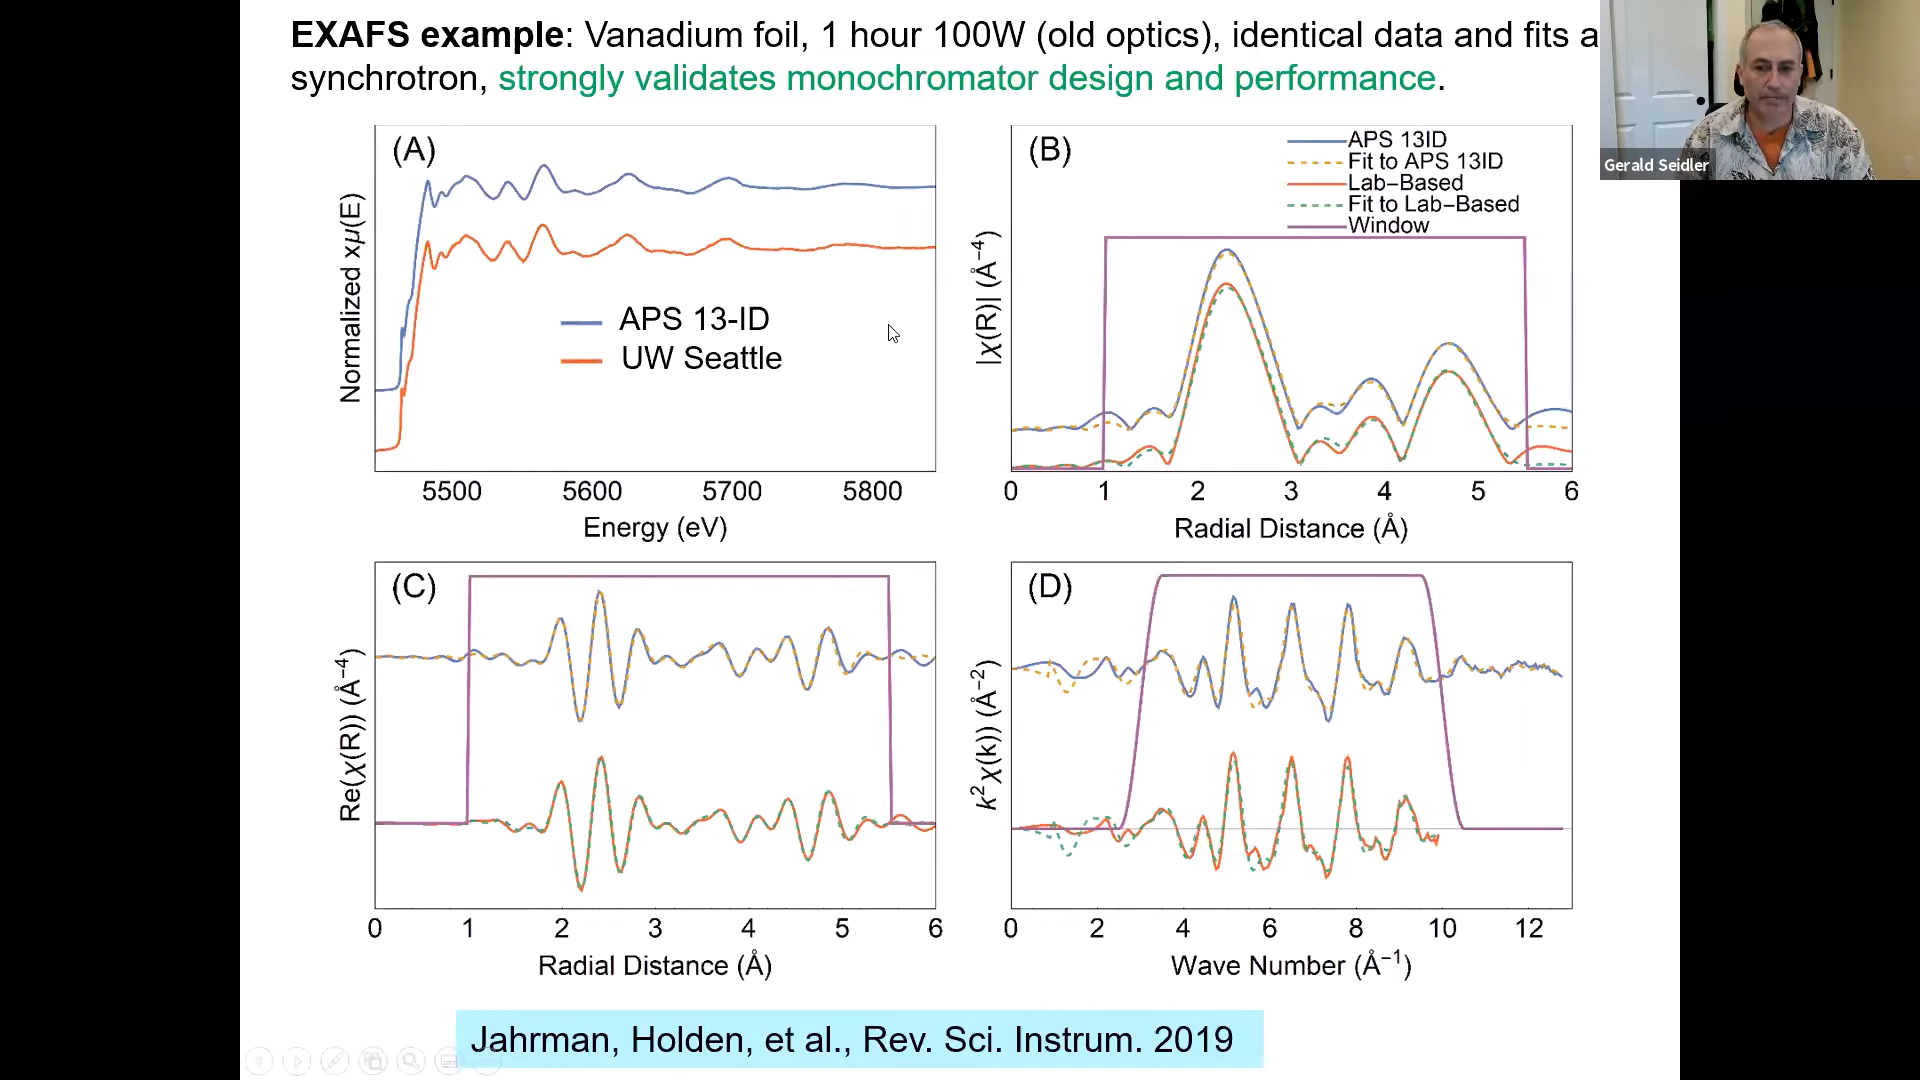 EXAFS example: Vanadium foil, 1 hour 100W (old optics), identical data and fits a
synchrotron, strongly validates monochromator design and performance.
Gerald Seidler
(A)
Normalized xμ(E)
APS 13-ID
UW Seattle
5500 5600 5700 5800
Energy (eV)
(B)
APS 13ID
Fit to APS 13ID
Lab–Based
Fit to Lab–Based
Window
|χ(R)| (Å⁻⁴)
0 1 2 3 4 5 6
Radial Distance (Å)
(C)
Re(χ(R)) (Å⁻⁴)
0 1 2 3 4 5 6
Radial Distance (Å)
(D)
k² χ(k)) (Å⁻²)
0 2 4 6 8 10 12
Wave Number (Å⁻¹)
Jahrman, Holden, et al., Rev. Sci. Instrum. 2019